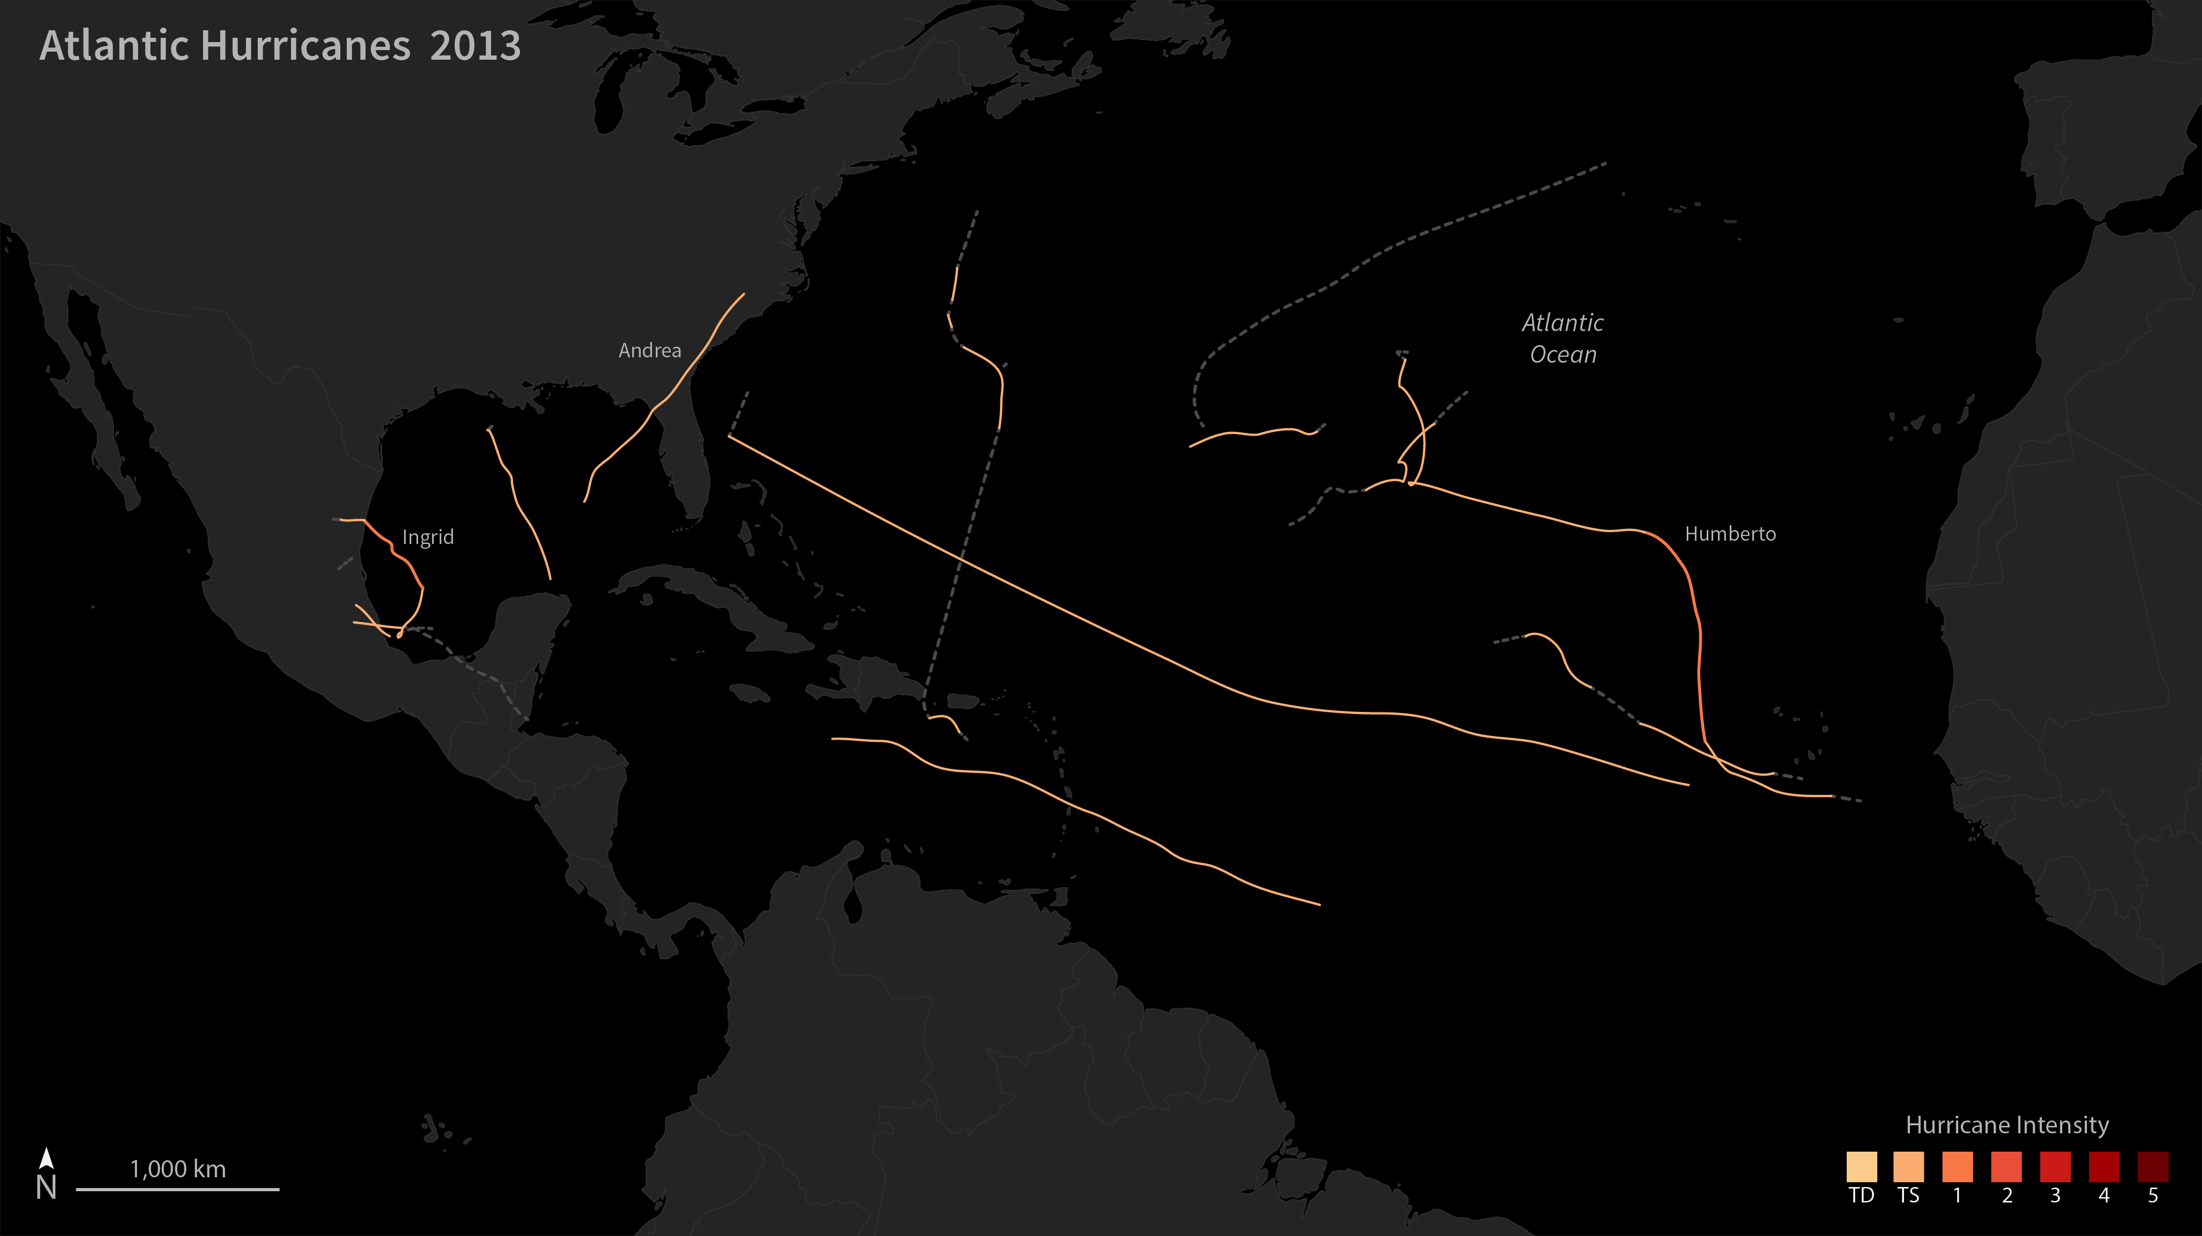 Atlantic Hurricanes 2013
Atlantic
Ocean
Andrea
Ingrid
Humberto
1,000 km
N
Hurricane Intensity
TD TS 1 2 3 4 5